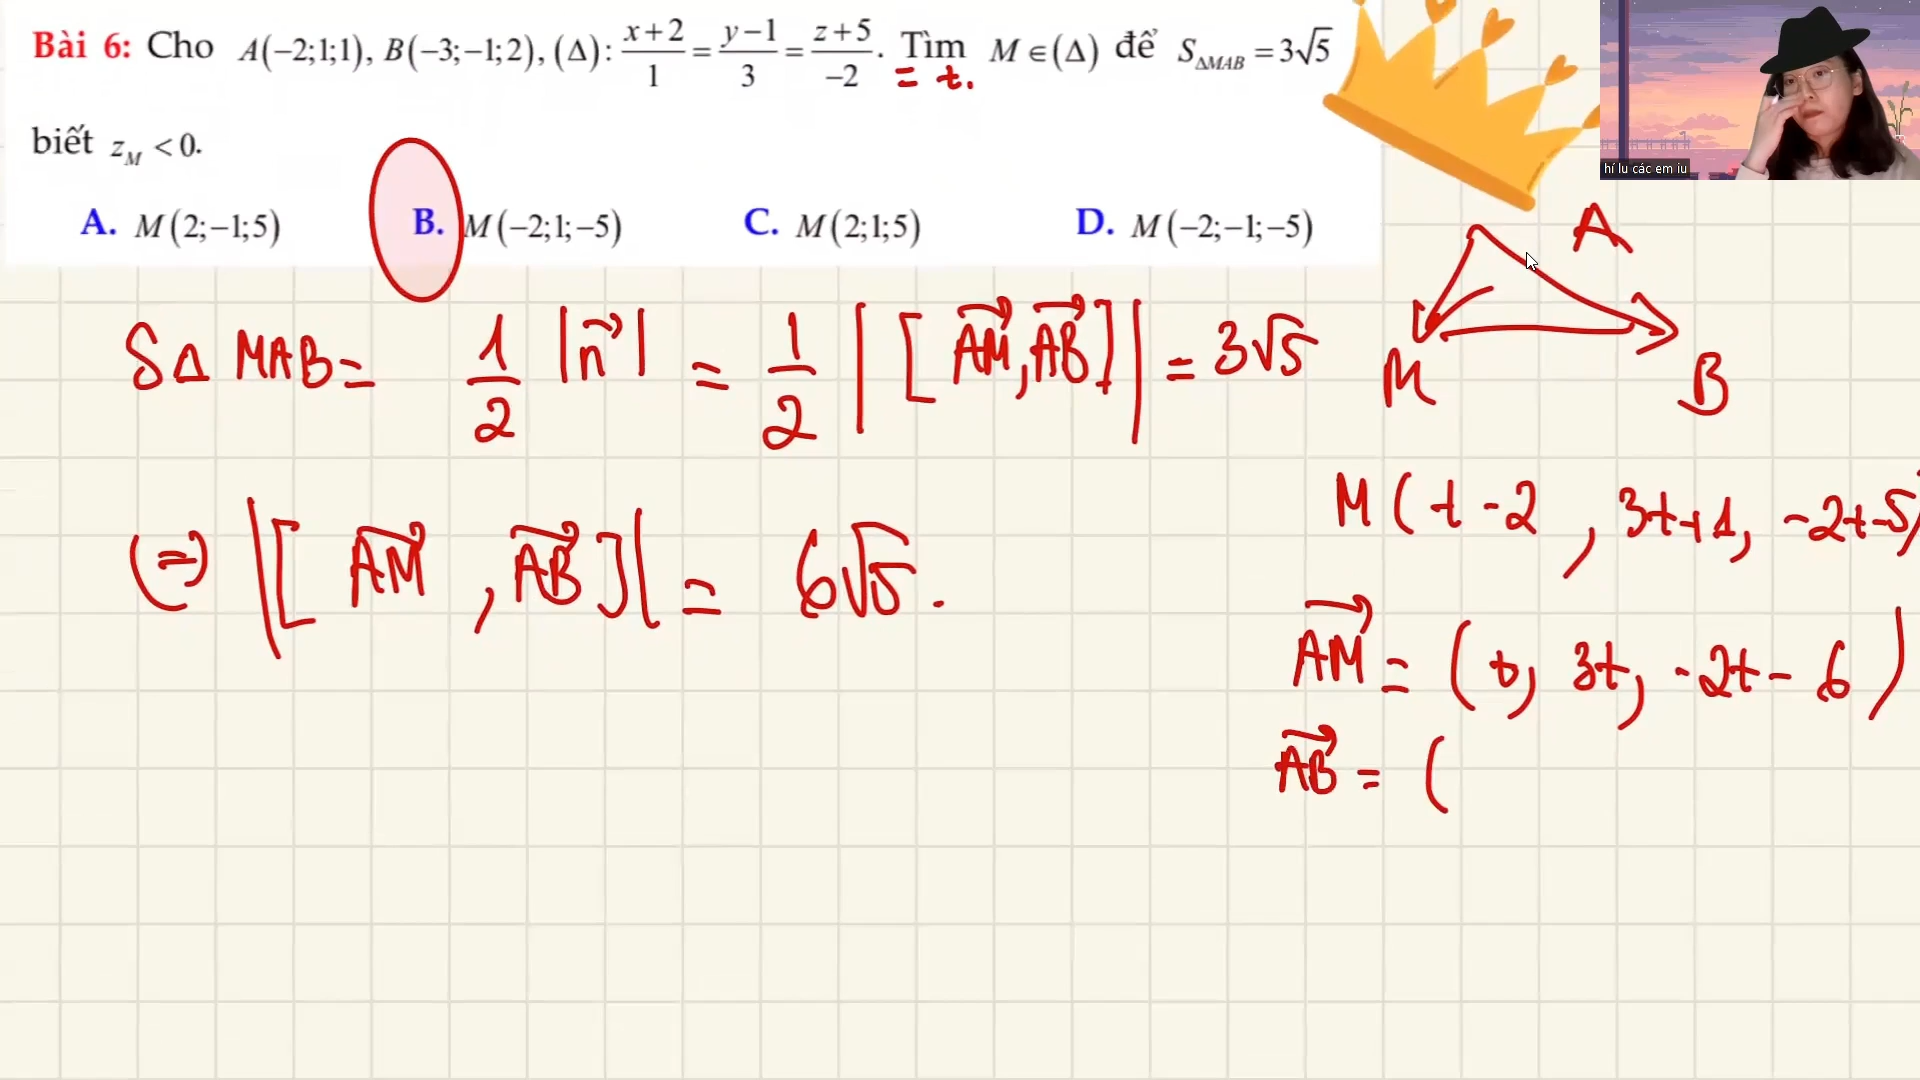 Bài 6: Cho A(−2;1;1), B(−3;−1;2), (Δ): (x+2)/1 = (y−1)/3 = (z+5)/−2. Tìm M ∈ (Δ) để S_ΔMAB = 3√5
= t.
biết z_M < 0.
A. M(2;−1;5) B. M(−2;1;−5) C. M(2;1;5) D. M(−2;−1;−5)
hí lu các em iu
A
M
B
SΔ MAB = 1/2 |n⃗| = 1/2 |[AM⃗, AB⃗]| = 3√5
M(t-2, 3t+1, -2t-5)
(=) |[AM⃗, AB⃗]| = 6√5.
AM⃗ = (t, 3t, -2t-6)
AB⃗ = (